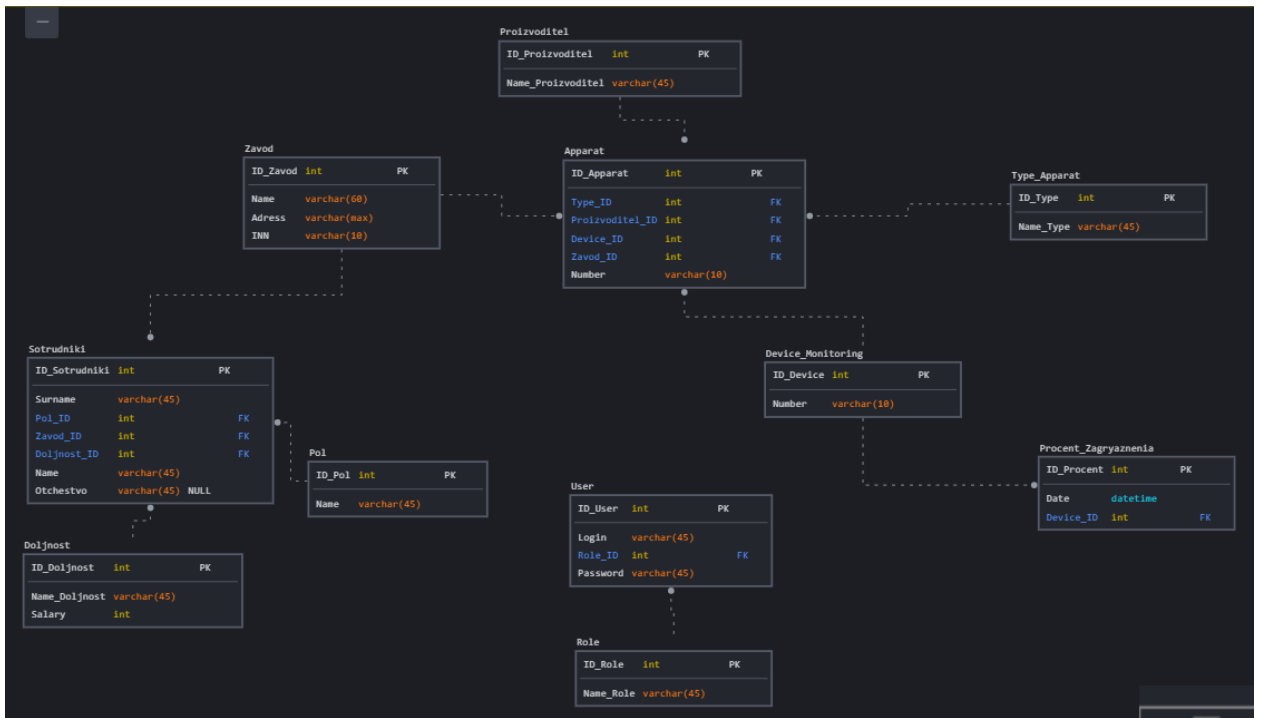 Proizvoditel
ID_Proizvoditel int PK
Name_Proizvoditel varchar(45)
Zavod
ID_Zavod int PK
Name varchar(60)
Adress varchar(max)
INN varchar(10)
Apparat
ID_Apparat int PK
Type_ID int FK
Proizvoditel_ID int FK
Device_ID int FK
Zavod_ID int FK
Number varchar(10)
Type_Apparat
ID_Type int PK
Name_Type varchar(45)
Sotrudniki
ID_Sotrudniki int PK
Surname varchar(45)
Pol_ID int FK
Zavod_ID int FK
Doljnost_ID int FK
Name varchar(45)
Otchestvo varchar(45) NULL
Device_Monitoring
ID_Device int PK
Number varchar(10)
Pol
ID_Pol int PK
Name varchar(45)
Procent_Zagryaznenia
ID_Procent int PK
Date datetime
Device_ID int FK
User
ID_User int PK
Login varchar(45)
Role_ID int FK
Password varchar(45)
Doljnost
ID_Doljnost int PK
Name_Doljnost varchar(45)
Salary int
Role
ID_Role int PK
Name_Role varchar(45)